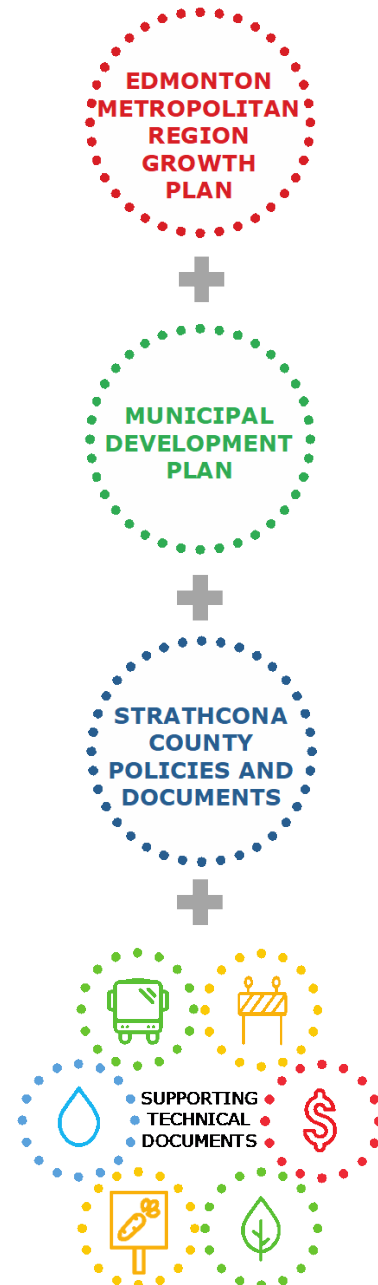 EDMONTON
METROPOLITAN
REGION
GROWTH
PLAN
MUNICIPAL
DEVELOPMENT
PLAN
STRATHCONA
COUNTY
POLICIES AND
DOCUMENTS
SUPPORTING
TECHNICAL
DOCUMENTS
$